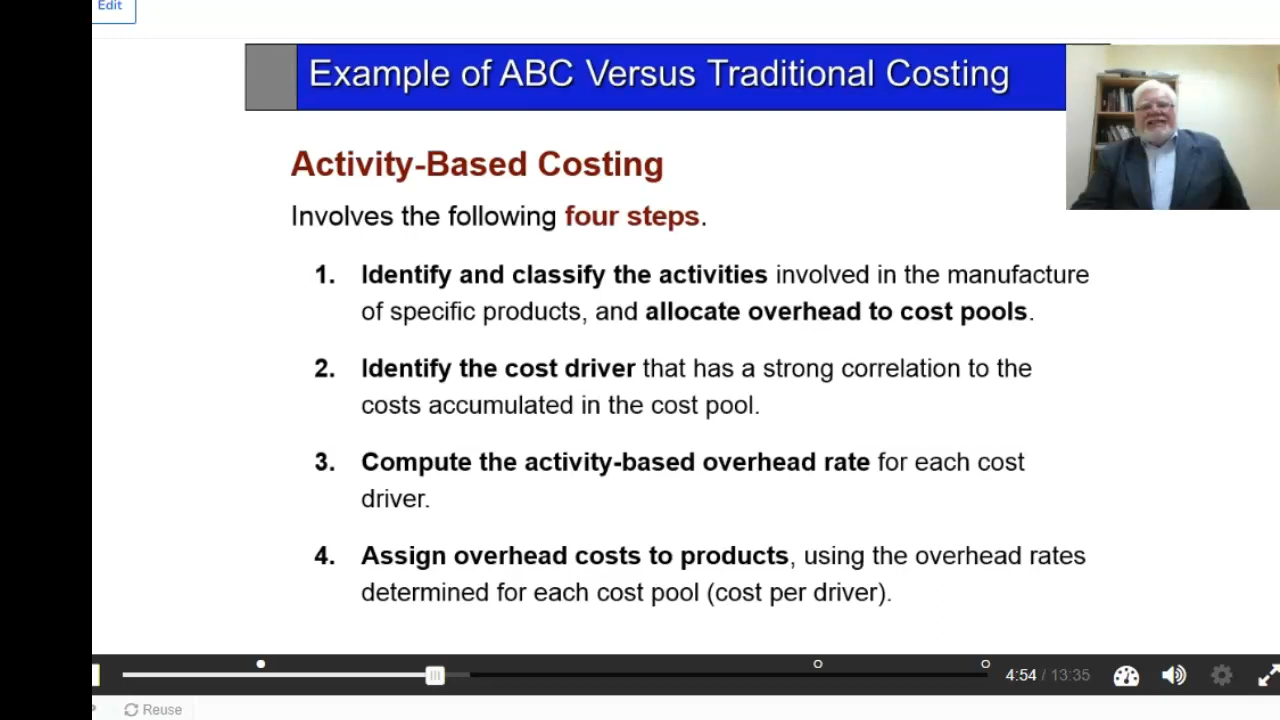 Edit
Example of ABC Versus Traditional Costing
Activity-Based Costing
Involves the following four steps.
1. Identify and classify the activities involved in the manufacture
of specific products, and allocate overhead to cost pools.
2. Identify the cost driver that has a strong correlation to the
costs accumulated in the cost pool.
3. Compute the activity-based overhead rate for each cost
driver.
4. Assign overhead costs to products, using the overhead rates
determined for each cost pool (cost per driver).
4:54 / 13:35
Reuse